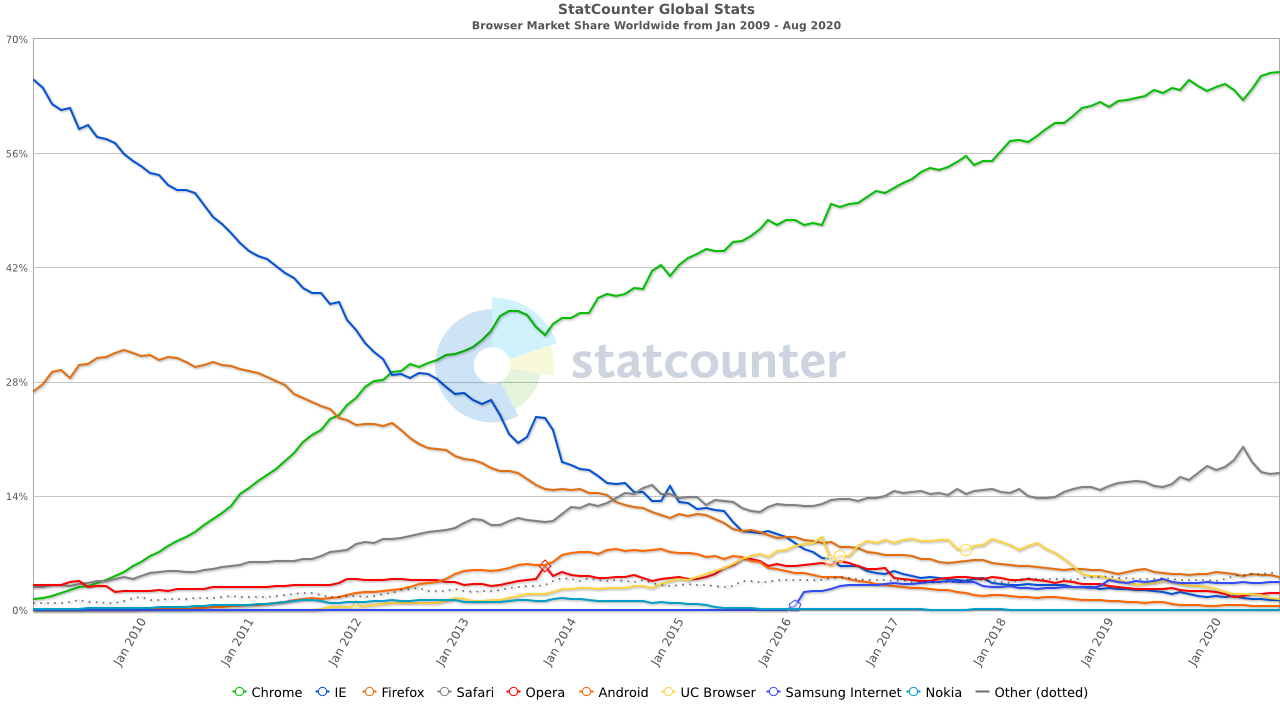 StatCounter Global Stats
Browser Market Share Worldwide from Jan 2009 - Aug 2020
70%
56%
42%
28%
14%
0%
statcounter
Jan 2010
Jan 2011
Jan 2012
Jan 2013
Jan 2014
Jan 2015
Jan 2016
Jan 2017
Jan 2018
Jan 2019
Jan 2020
Chrome IE Firefox Safari Opera Android UC Browser Samsung Internet Nokia Other (dotted)